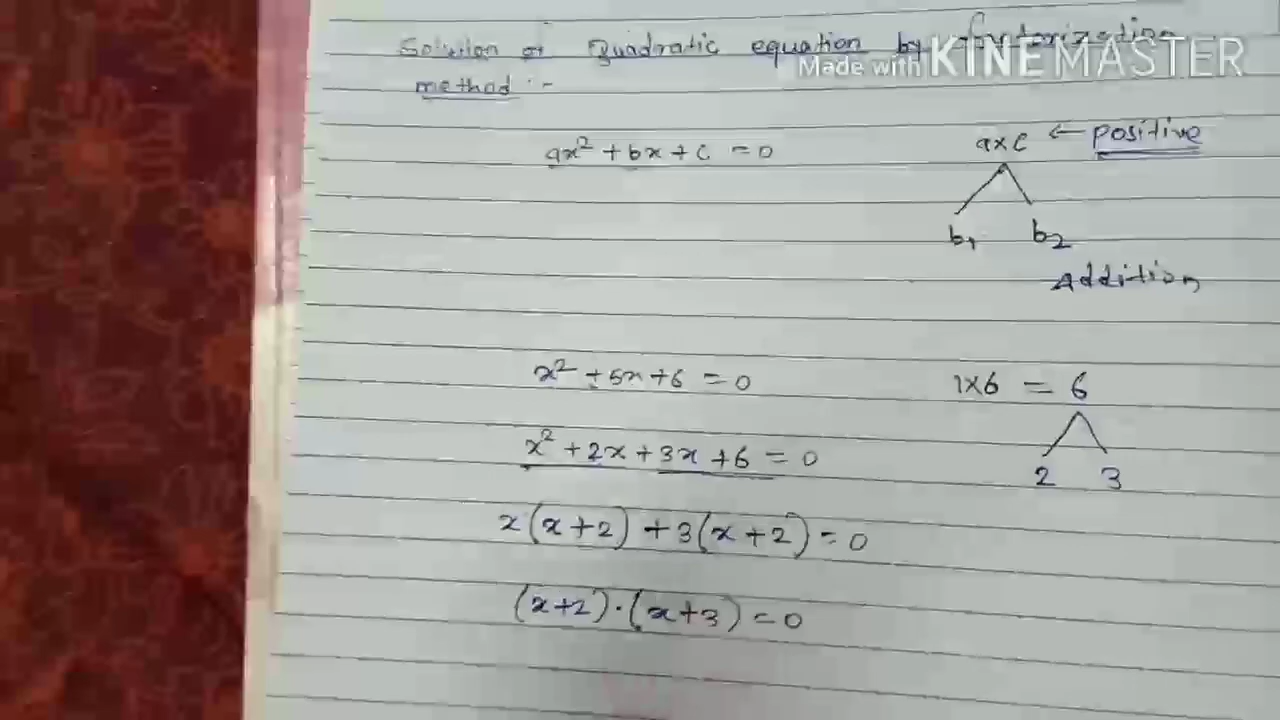 Solution of Quadratic equation by factorization
Made with KINEMASTER
method :-
ax² + bx + c = 0
a×c ← positive
b₁ b₂
Addition
x² + 5x + 6 = 0
1×6 = 6
x² + 2x + 3x + 6 = 0
2 3
x(x+2) + 3(x+2) = 0
(x+2)·(x+3) = 0